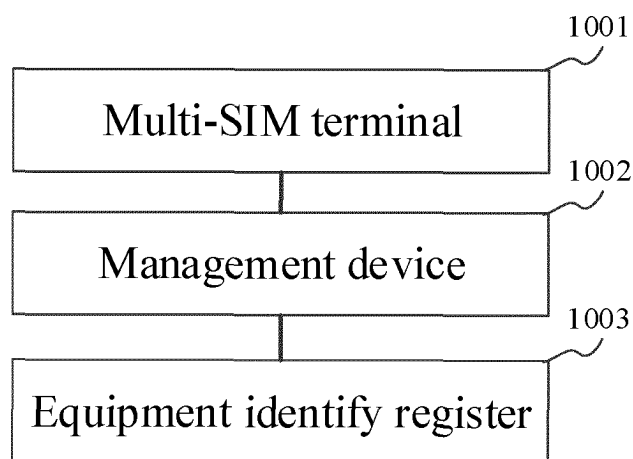 1001
Multi-SIM terminal
1002
Management device
1003
Equipment identify register